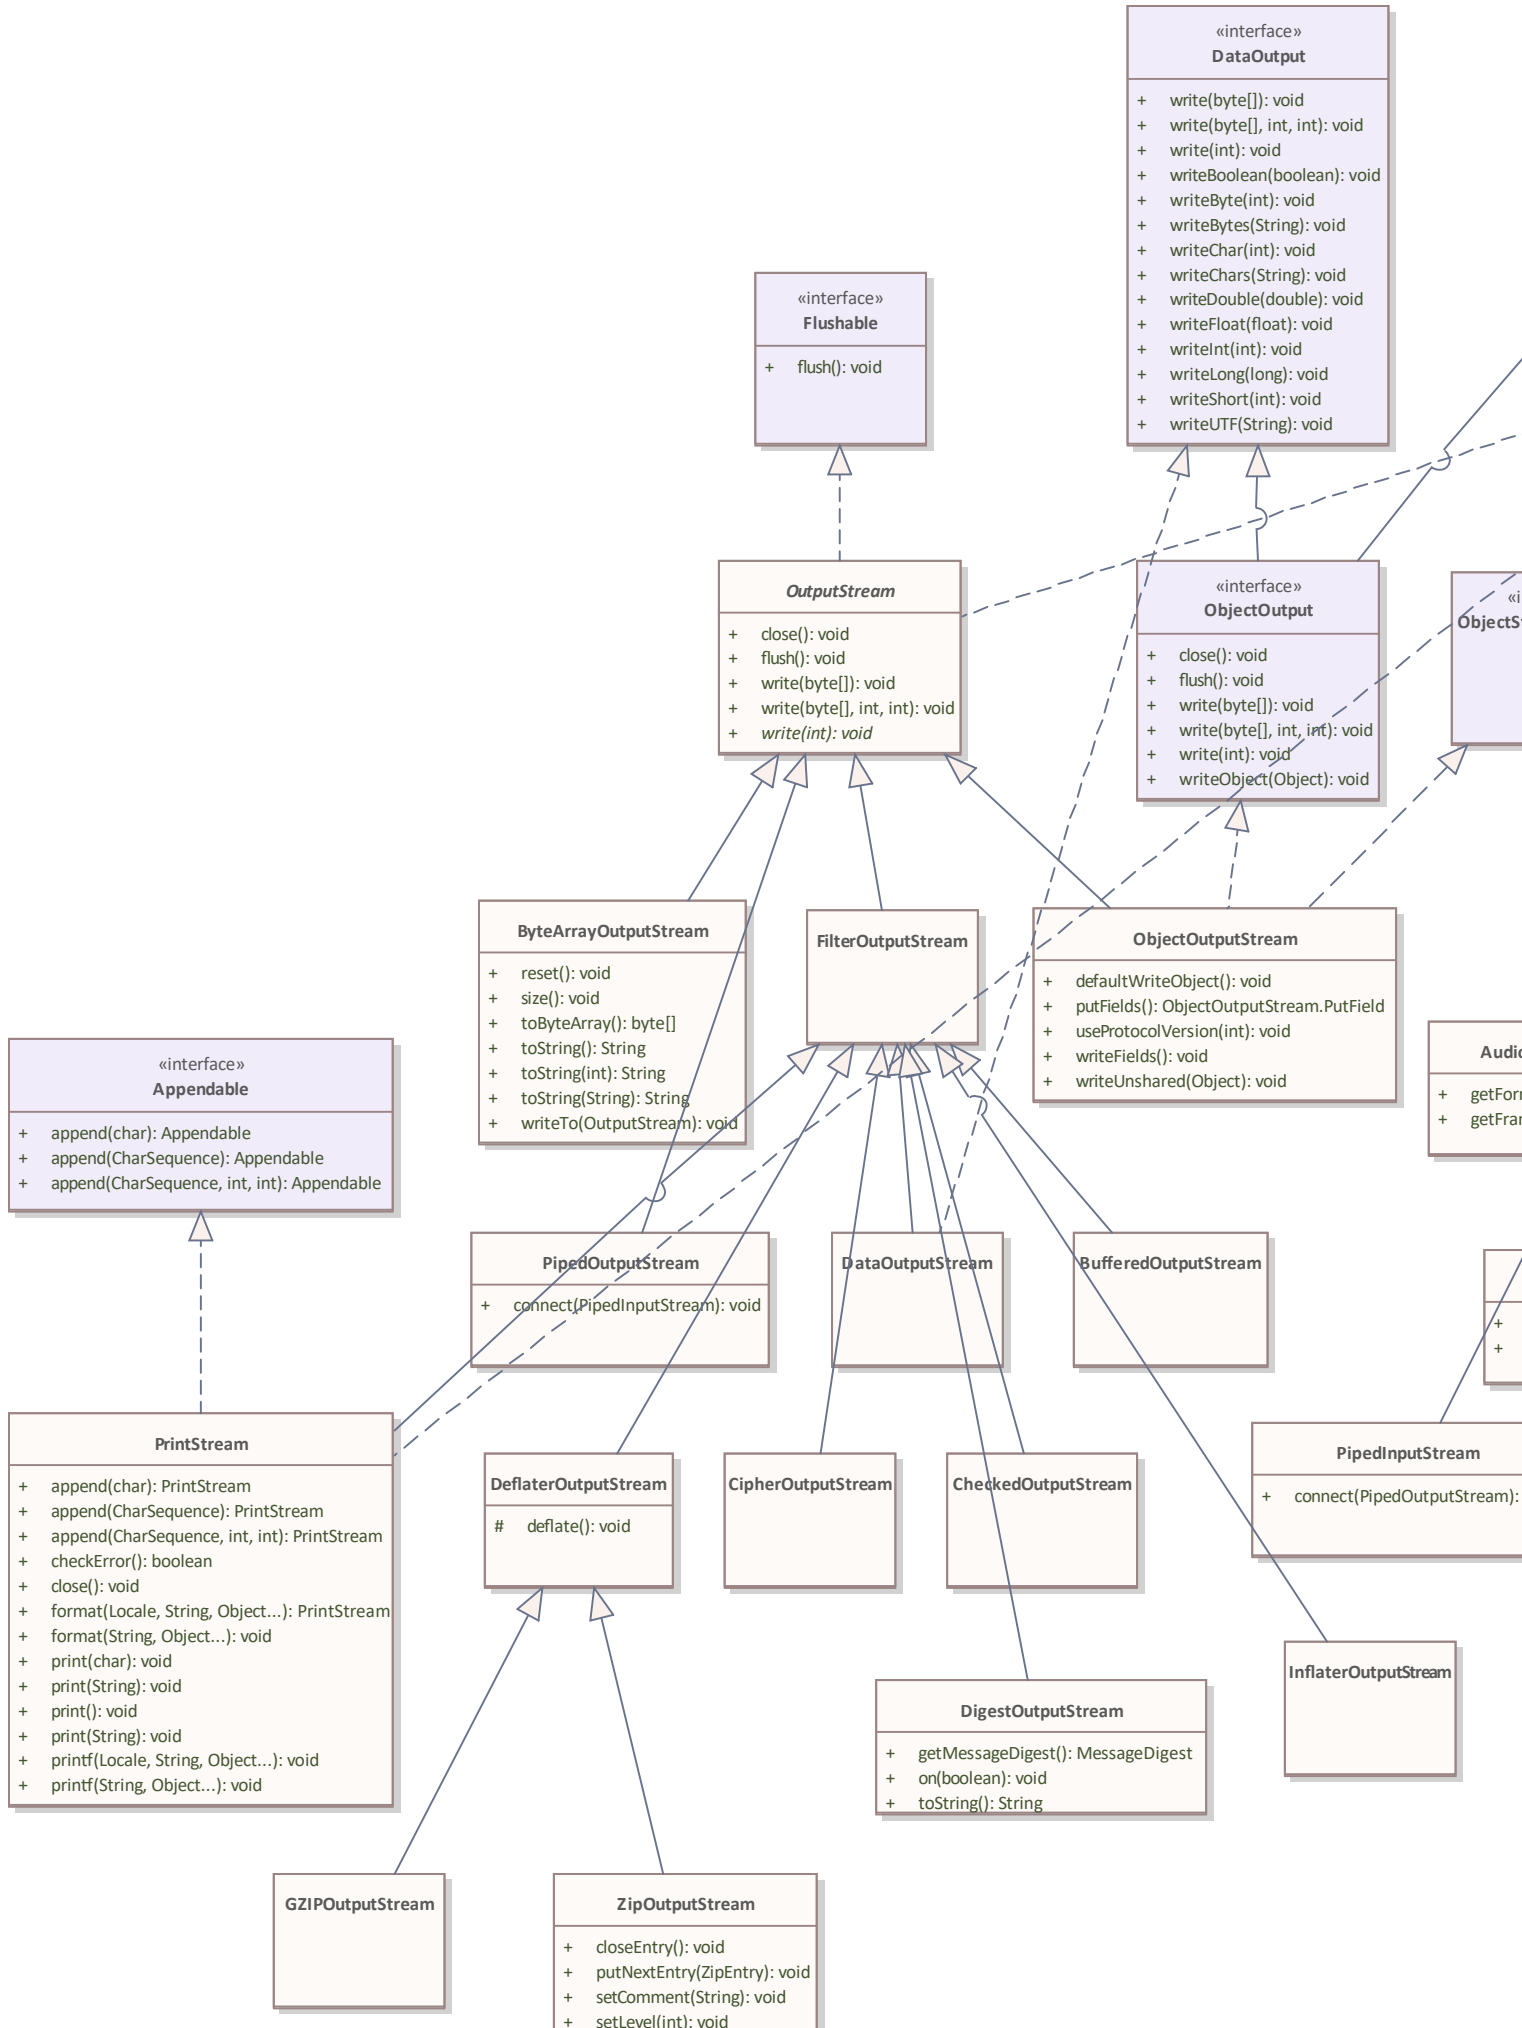 «interface»
DataOutput
+ write(byte[]): void
+ write(byte[], int, int): void
+ write(int): void
+ writeBoolean(boolean): void
+ writeByte(int): void
+ writeBytes(String): void
+ writeChar(int): void
+ writeChars(String): void
+ writeDouble(double): void
+ writeFloat(float): void
+ writeInt(int): void
+ writeLong(long): void
+ writeShort(int): void
+ writeUTF(String): void
«interface»
Flushable
+ flush(): void
OutputStream
+ close(): void
+ flush(): void
+ write(byte[]): void
+ write(byte[], int, int): void
+ write(int): void
«interface»
ObjectOutput
+ close(): void
+ flush(): void
+ write(byte[]): void
+ write(byte[], int, int): void
+ write(int): void
+ writeObject(Object): void
«i
ObjectSt
ByteArrayOutputStream
+ reset(): void
+ size(): void
+ toByteArray(): byte[]
+ toString(): String
+ toString(int): String
+ toString(String): String
+ writeTo(OutputStream): void
FilterOutputStream
ObjectOutputStream
+ defaultWriteObject(): void
+ putFields(): ObjectOutputStream.PutField
+ useProtocolVersion(int): void
+ writeFields(): void
+ writeUnshared(Object): void
«interface»
Appendable
+ append(char): Appendable
+ append(CharSequence): Appendable
+ append(CharSequence, int, int): Appendable
Audio
+ getForm
+ getFram
PipedOutputStream
+ connect(PipedInputStream): void
DataOutputStream
BufferedOutputStream
+
+
PrintStream
+ append(char): PrintStream
+ append(CharSequence): PrintStream
+ append(CharSequence, int, int): PrintStream
+ checkError(): boolean
+ close(): void
+ format(Locale, String, Object...): PrintStream
+ format(String, Object...): void
+ print(char): void
+ print(String): void
+ print(): void
+ print(String): void
+ printf(Locale, String, Object...): void
+ printf(String, Object...): void
DeflaterOutputStream
# deflate(): void
CipherOutputStream
CheckedOutputStream
PipedInputStream
+ connect(PipedOutputStream):
InflaterOutputStream
DigestOutputStream
+ getMessageDigest(): MessageDigest
+ on(boolean): void
+ toString(): String
GZIPOutputStream
ZipOutputStream
+ closeEntry(): void
+ putNextEntry(ZipEntry): void
+ setComment(String): void
+ setLevel(int): void